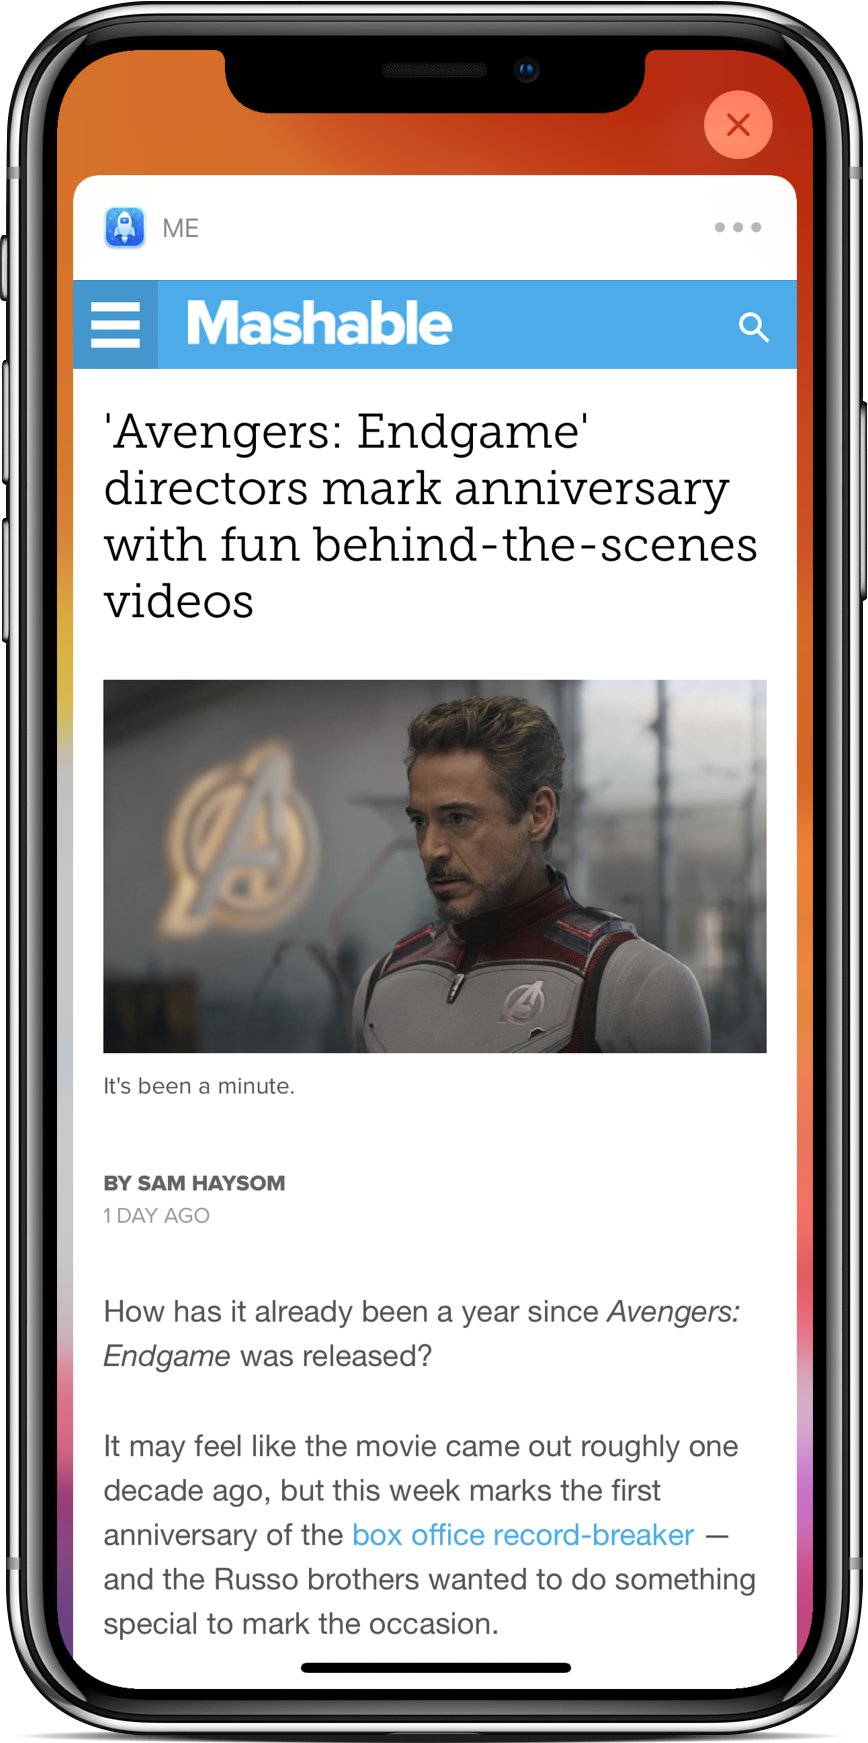 ME
Mashable
'Avengers: Endgame'
directors mark anniversary
with fun behind-the-scenes
videos
It's been a minute.
BY SAM HAYSOM
1 DAY AGO
How has it already been a year since Avengers:
Endgame was released?
It may feel like the movie came out roughly one
decade ago, but this week marks the first
anniversary of the box office record-breaker —
and the Russo brothers wanted to do something
special to mark the occasion.